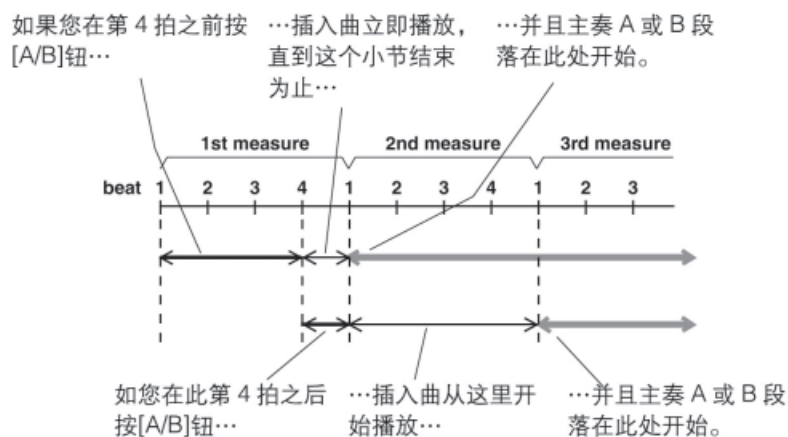 如果您在第 4 拍之前按
[A/B]钮…
…插入曲立即播放，
直到这个小节结束
为止…
…并且主奏 A 或 B 段
落在此处开始。
1st measure 2nd measure 3rd measure
beat 1 2 3 4 1 2 3 4 1 2 3
如您在此第 4 拍之后
按[A/B]钮…
…插入曲从这里开
始播放…
…并且主奏 A 或 B 段
落在此处开始。